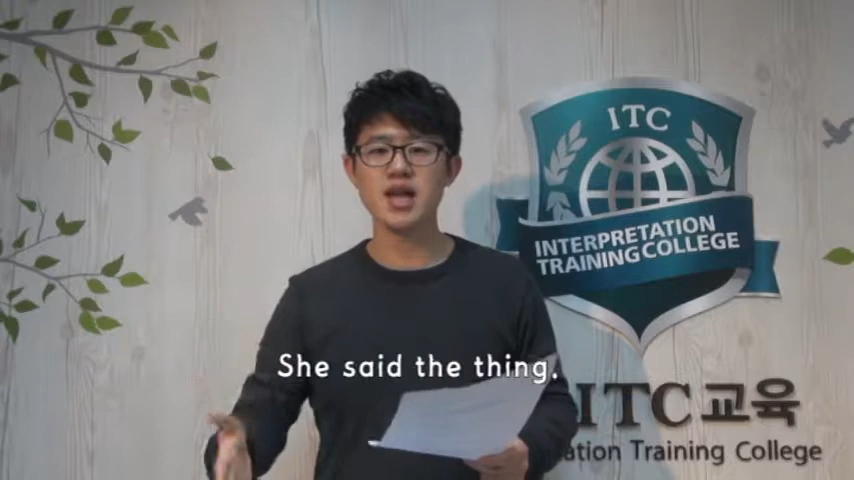 ITC
INTERPRETATION
TRAINING COLLEGE
She said the thing.
ITC교육
ation Training College